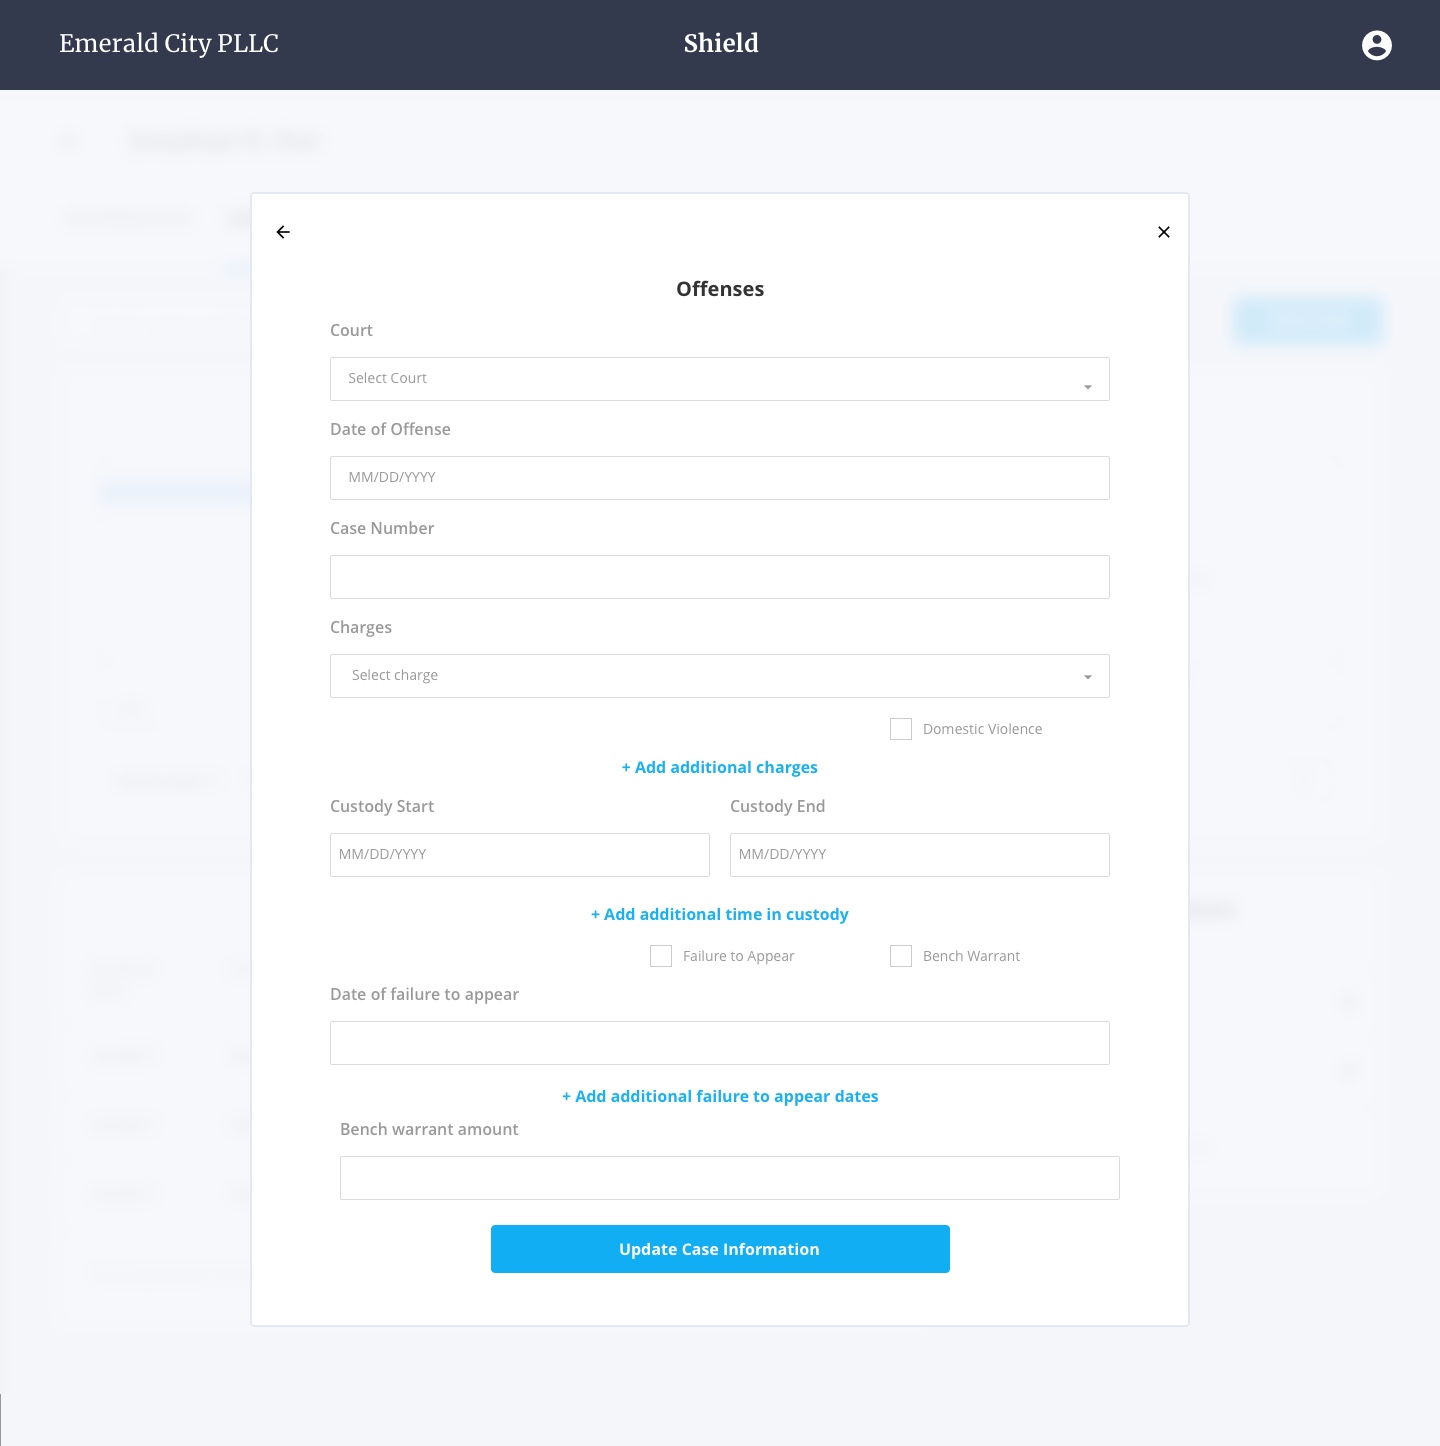 Emerald City PLLC
Shield
Offenses
Court
Select Court
Date of Offense
MM/DD/YYYY
Case Number
Charges
Select charge
Domestic Violence
+ Add additional charges
Custody Start
Custody End
MM/DD/YYYY
MM/DD/YYYY
+ Add additional time in custody
Failure to Appear
Bench Warrant
Date of failure to appear
+ Add additional failure to appear dates
Bench warrant amount
Update Case Information